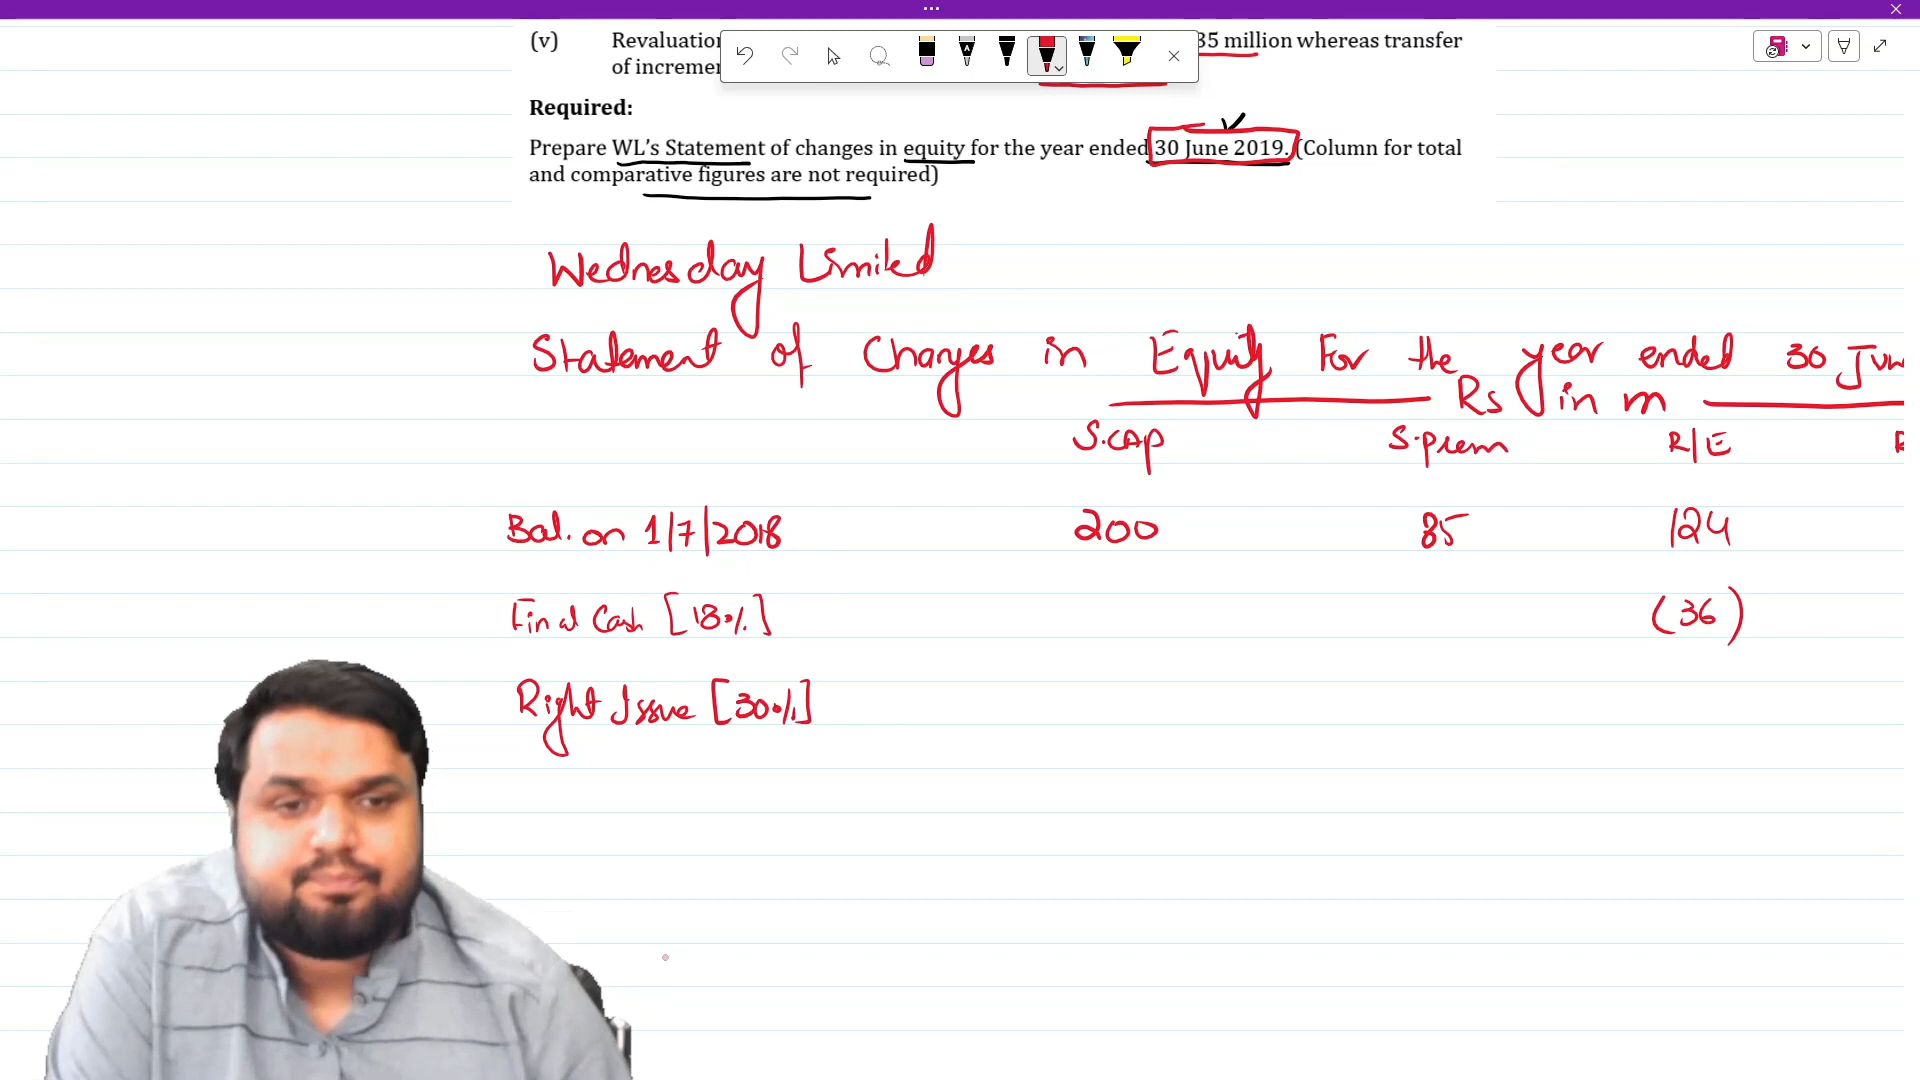 (v) Revaluation 35 million whereas transfer
of incremen
Required:
Prepare WL's Statement of changes in equity for the year ended 30 June 2019. (Column for total
and comparative figures are not required)
Wednesday Limited
Statement of Changes in Equity For the year ended 30 Jun
Rs in m
S.CAP S.prem R/E
Bal. on 1/7/2018 200 85 124
Final Cash [18%] (36)
Right Issue [30%]